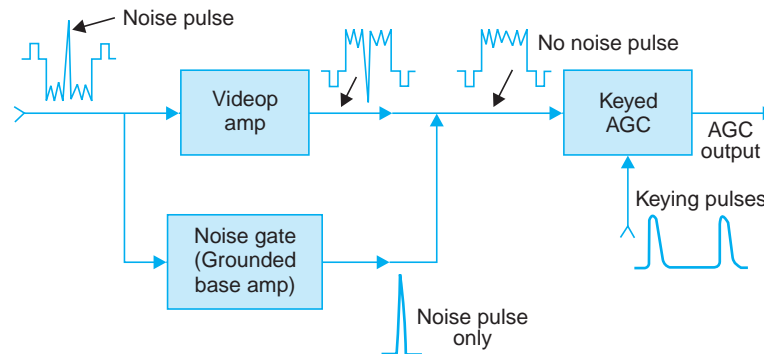 Noise pulse
No noise pulse
Videop
amp
Keyed
AGC
AGC
output
Keying pulses
Noise gate
(Grounded
base amp)
Noise pulse
only